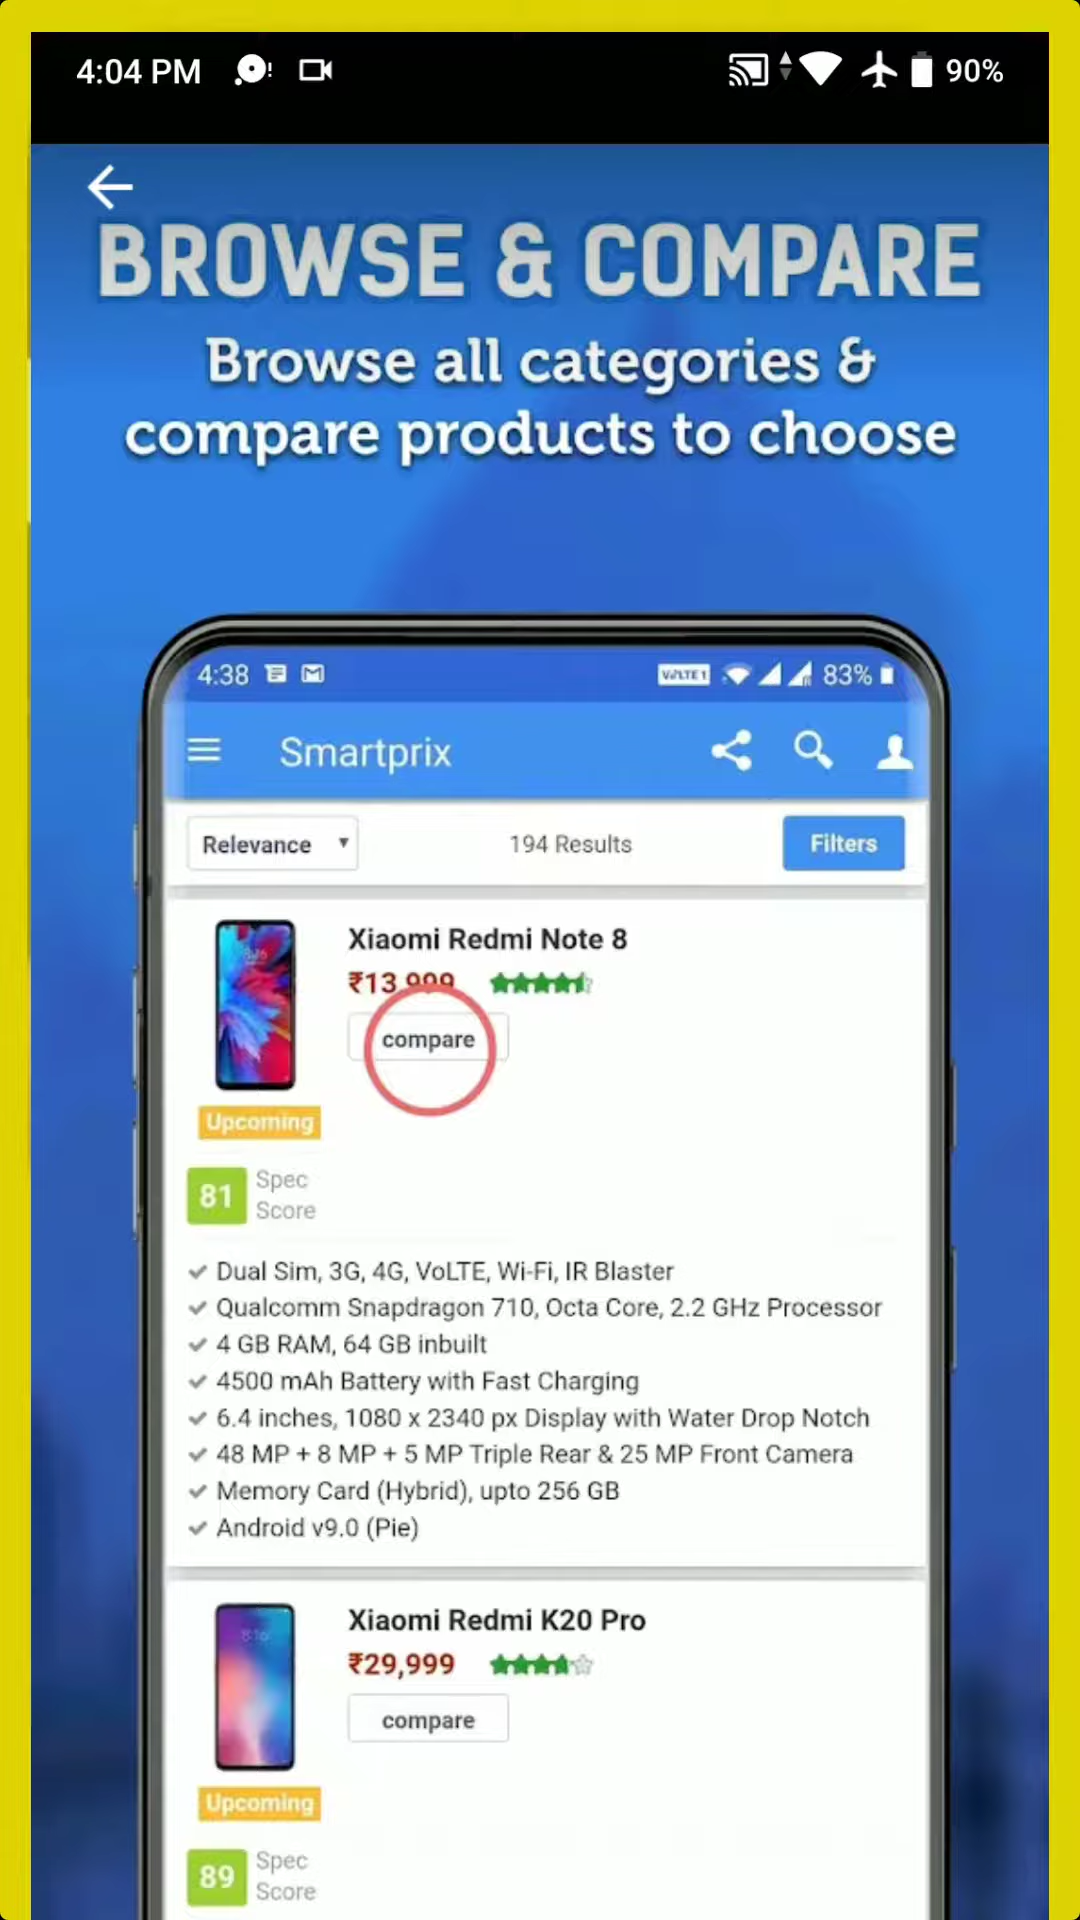 4:04 PM
90%
BROWSE & COMPARE
Browse all categories &
compare products to choose
4:38
VoLTE 1
83%
Smartprix
Relevance
194 Results
Filters
Xiaomi Redmi Note 8
₹13,999
compare
Upcoming
81
Spec
Score
Dual Sim, 3G, 4G, VoLTE, Wi-Fi, IR Blaster
Qualcomm Snapdragon 710, Octa Core, 2.2 GHz Processor
4 GB RAM, 64 GB inbuilt
4500 mAh Battery with Fast Charging
6.4 inches, 1080 x 2340 px Display with Water Drop Notch
48 MP + 8 MP + 5 MP Triple Rear & 25 MP Front Camera
Memory Card (Hybrid), upto 256 GB
Android v9.0 (Pie)
Xiaomi Redmi K20 Pro
₹29,999
compare
Upcoming
89
Spec
Score